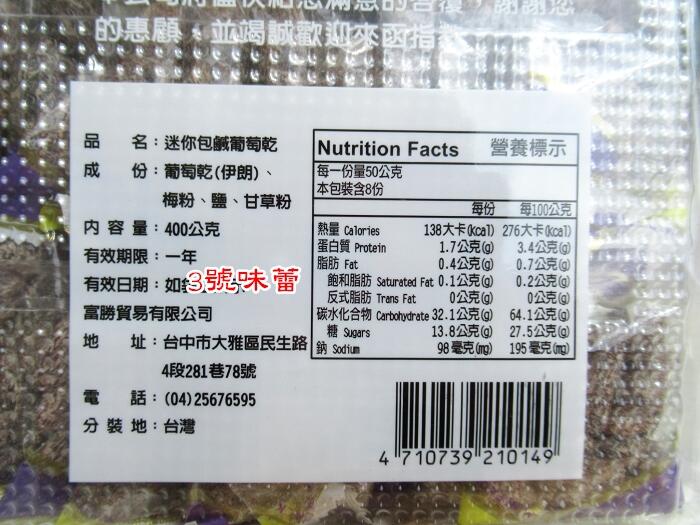 的惠顧，並竭誠歡迎來函指
品　　名：迷你包鹹葡萄乾
成　　份：葡萄乾(伊朗)、
梅粉、鹽、甘草粉
內 容 量：400公克
有效期限：一年
有效日期：如
3號味蕾
富勝貿易有限公司
地　　址：台中市大雅區民生路
4段281巷78號
電　　話：(04)25676595
分 裝 地：台灣
Nutrition Facts 營養標示
每一份量50公克
本包裝含8份
每份 每100公克
熱量 Calories 138大卡(kcal) 276大卡(kcal)
蛋白質 Protein 1.7公克(g) 3.4公克(g)
脂肪 Fat 0.4公克(g) 0.7公克(g)
飽和脂肪 Saturated Fat 0.1公克(g) 0.2公克(g)
反式脂肪 Trans Fat 0公克(g) 0公克(g)
碳水化合物 Carbohydrate 32.1公克(g) 64.1公克(g)
糖 Sugars 13.8公克(g) 27.5公克(g)
鈉 Sodium 98毫克(mg) 195毫克(mg)
4 710739 210149